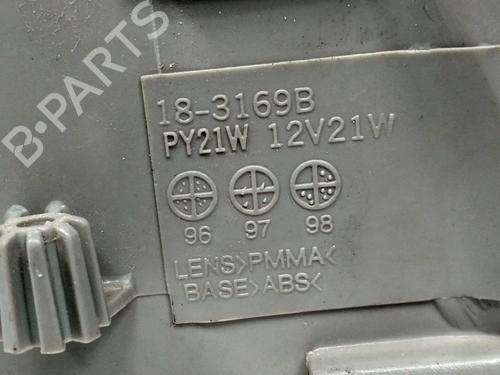 B-PARTS
18-3169B
PY21W 12V21W
96 97 98
LENS>PMMA<
BASE>ABS<